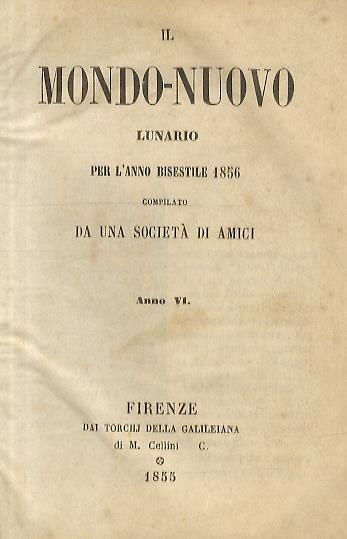 IL
MONDO-NUOVO
LUNARIO
PER L'ANNO BISESTILE 1856
COMPILATO
DA UNA SOCIETÀ DI AMICI
Anno VI.
FIRENZE
DAI TORCHJ DELLA GALILEIANA
di M. Cellini C.
1855